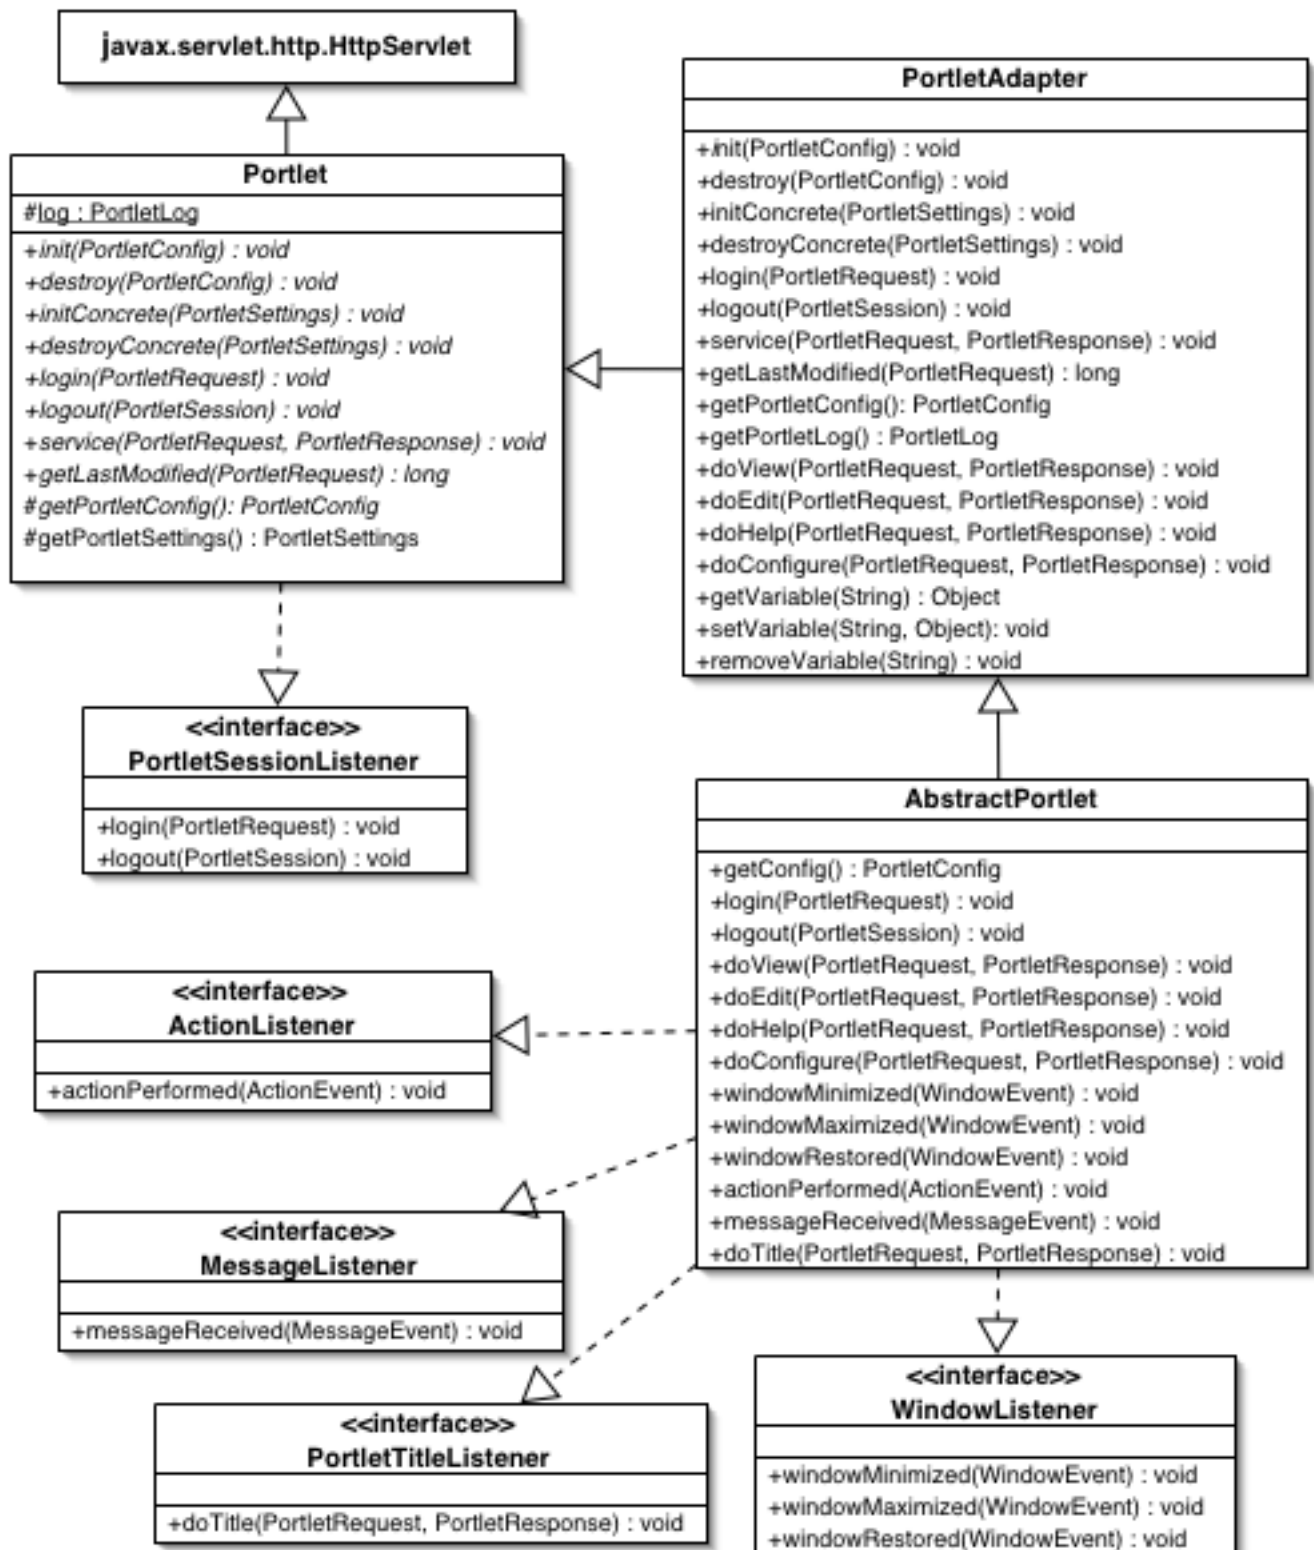 javax.servlet.http.HttpServlet
Portlet
#log : PortletLog
+init(PortletConfig) : void
+destroy(PortletConfig) : void
+initConcrete(PortletSettings) : void
+destroyConcrete(PortletSettings) : void
+login(PortletRequest) : void
+logout(PortletSession) : void
+service(PortletRequest, PortletResponse) : void
+getLastModified(PortletRequest) : long
#getPortletConfig(): PortletConfig
#getPortletSettings() : PortletSettings
PortletAdapter
+init(PortletConfig) : void
+destroy(PortletConfig) : void
+initConcrete(PortletSettings) : void
+destroyConcrete(PortletSettings) : void
+login(PortletRequest) : void
+logout(PortletSession) : void
+service(PortletRequest, PortletResponse) : void
+getLastModified(PortletRequest) : long
+getPortletConfig(): PortletConfig
+getPortletLog() : PortletLog
+doView(PortletRequest, PortletResponse) : void
+doEdit(PortletRequest, PortletResponse) : void
+doHelp(PortletRequest, PortletResponse) : void
+doConfigure(PortletRequest, PortletResponse) : void
+getVariable(String) : Object
+setVariable(String, Object): void
+removeVariable(String) : void
<<interface>>
PortletSessionListener
+login(PortletRequest) : void
+logout(PortletSession) : void
AbstractPortlet
+getConfig() : PortletConfig
+login(PortletRequest) : void
+logout(PortletSession) : void
+doView(PortletRequest, PortletResponse) : void
+doEdit(PortletRequest, PortletResponse) : void
+doHelp(PortletRequest, PortletResponse) : void
+doConfigure(PortletRequest, PortletResponse) : void
+windowMinimized(WindowEvent) : void
+windowMaximized(WindowEvent) : void
+windowRestored(WindowEvent) : void
+actionPerformed(ActionEvent) : void
+messageReceived(MessageEvent) : void
+doTitle(PortletRequest, PortletResponse) : void
<<interface>>
ActionListener
+actionPerformed(ActionEvent) : void
<<interface>>
MessageListener
+messageReceived(MessageEvent) : void
<<interface>>
PortletTitleListener
+doTitle(PortletRequest, PortletResponse) : void
<<interface>>
WindowListener
+windowMinimized(WindowEvent) : void
+windowMaximized(WindowEvent) : void
+windowRestored(WindowEvent) : void